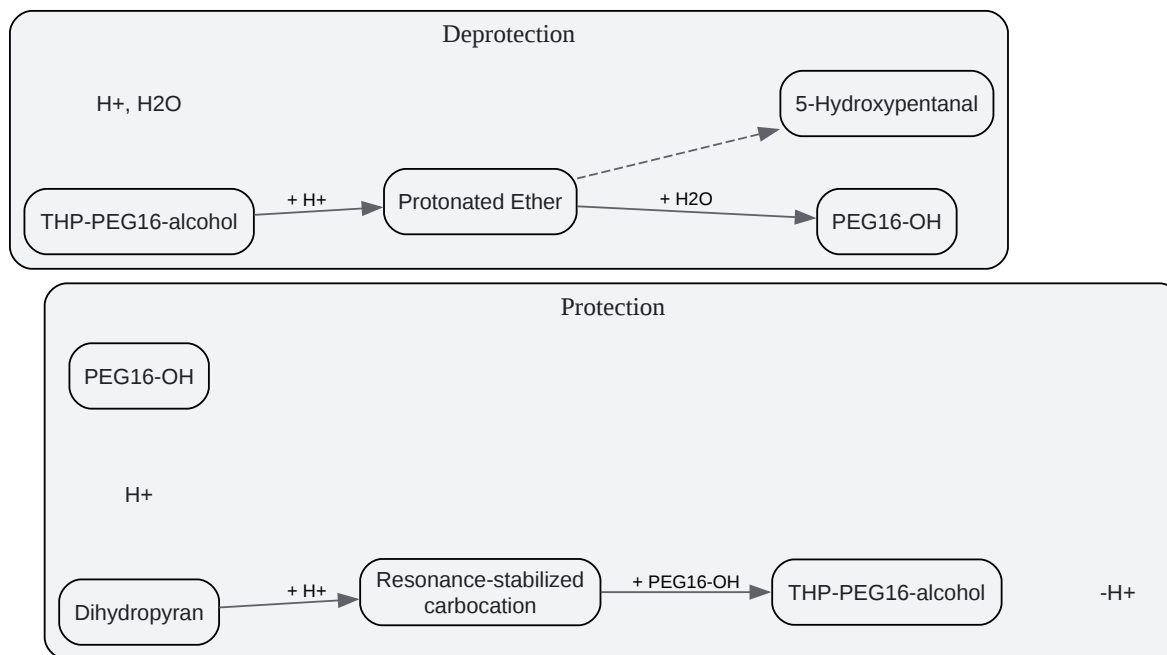 Deprotection
H+, H2O
5-Hydroxypentanal
THP-PEG16-alcohol
+ H+
Protonated Ether
+ H2O
PEG16-OH
Protection
PEG16-OH
H+
Dihydropyran
+ H+
Resonance-stabilized
carbocation
+ PEG16-OH
THP-PEG16-alcohol
-H+